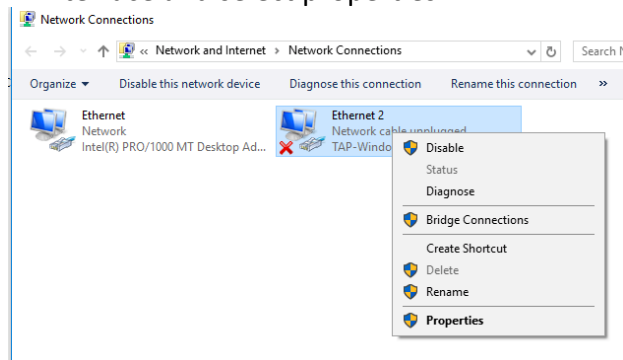 Network Connections
« Network and Internet › Network Connections
Search
Organize
Disable this network device
Diagnose this connection
Rename this connection
»
Ethernet
Network
Intel(R) PRO/1000 MT Desktop Ad...
Ethernet 2
Network cable unplugged
TAP-Windo
Disable
Status
Diagnose
Bridge Connections
Create Shortcut
Delete
Rename
Properties